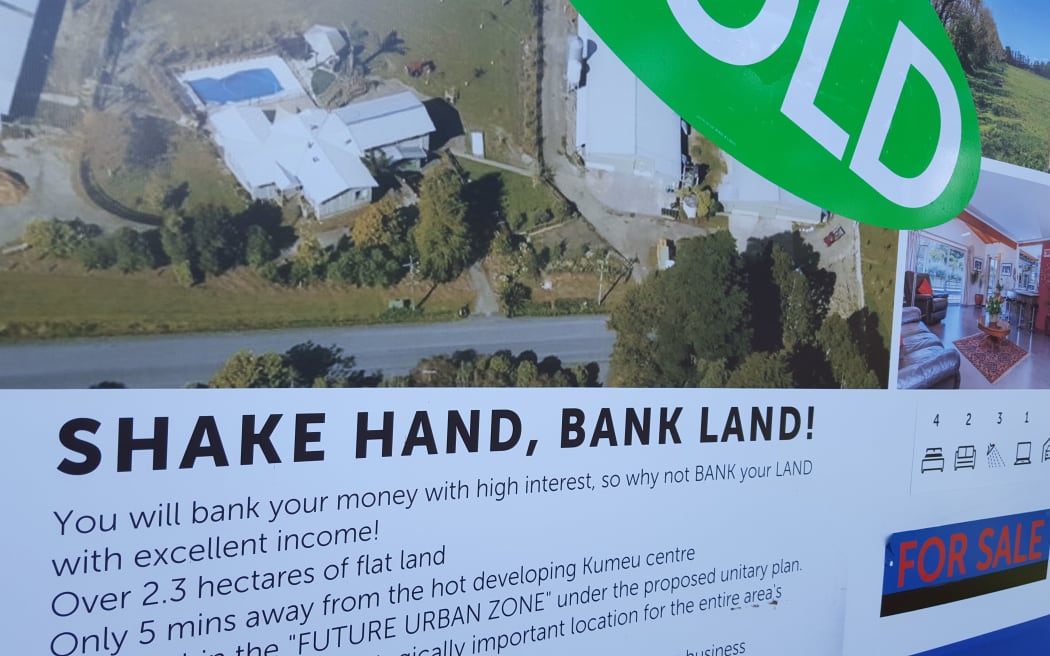 OLD
SHAKE HAND, BANK LAND!
4 2 3 1
You will bank your money with high interest, so why not BANK your LAND
with excellent income!
Over 2.3 hectares of flat land
Only 5 mins away from the hot developing Kumeu centre
in the "FUTURE URBAN ZONE" under the proposed unitary plan.
important location for the entire area's
business
FOR SALE